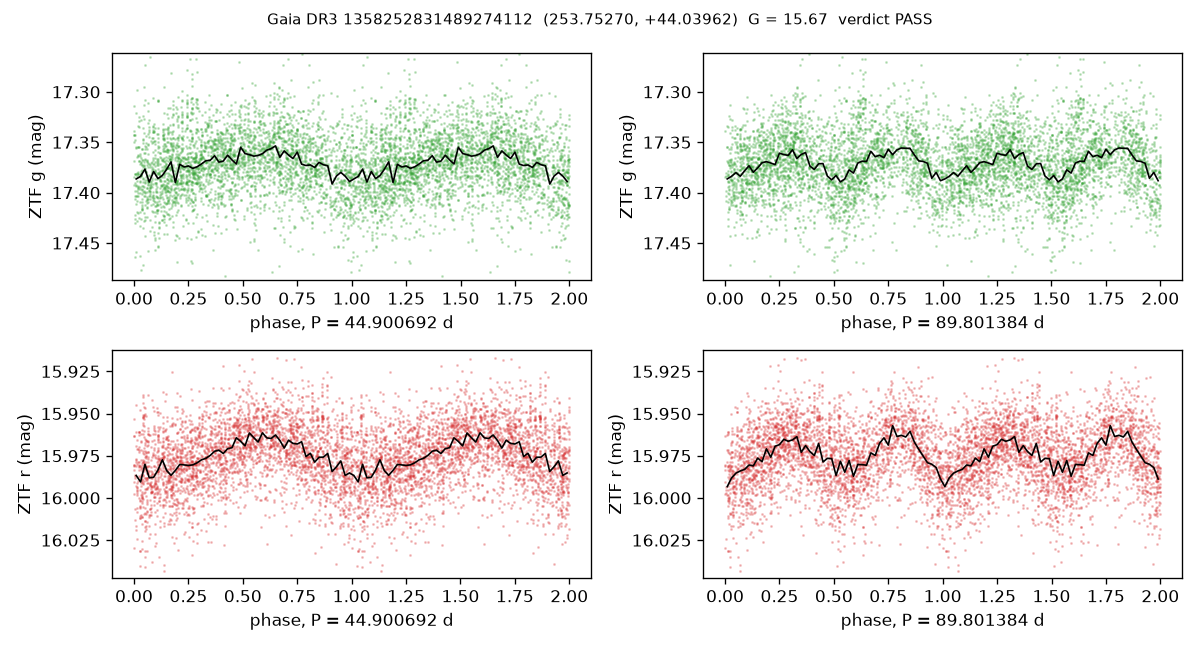 Gaia DR3 1358252831489274112 (253.75270, +44.03962) G = 15.67 verdict PASS
ZTF g (mag)
17.30
17.35
17.40
17.45
0.00 0.25 0.50 0.75 1.00 1.25 1.50 1.75 2.00
phase, P = 44.900692 d
ZTF g (mag)
17.30
17.35
17.40
17.45
0.00 0.25 0.50 0.75 1.00 1.25 1.50 1.75 2.00
phase, P = 89.801384 d
ZTF r (mag)
15.925
15.950
15.975
16.000
16.025
0.00 0.25 0.50 0.75 1.00 1.25 1.50 1.75 2.00
phase, P = 44.900692 d
ZTF r (mag)
15.925
15.950
15.975
16.000
16.025
0.00 0.25 0.50 0.75 1.00 1.25 1.50 1.75 2.00
phase, P = 89.801384 d